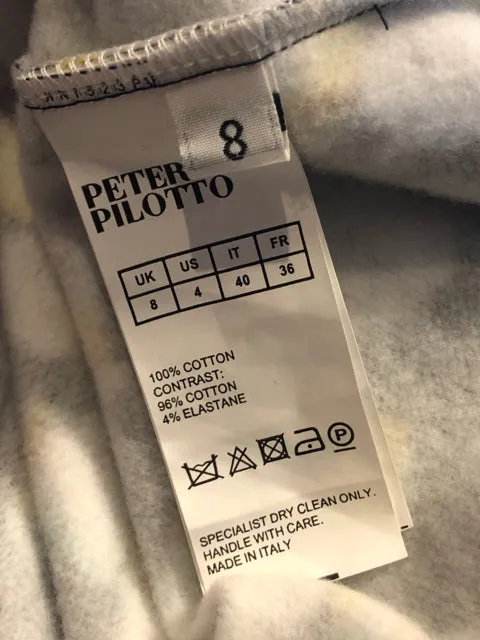 8
PETER
PILOTTO
UK US IT FR
8 4 40 36
100% COTTON
CONTRAST:
96% COTTON
4% ELASTANE
P
SPECIALIST DRY CLEAN ONLY.
HANDLE WITH CARE.
MADE IN ITALY